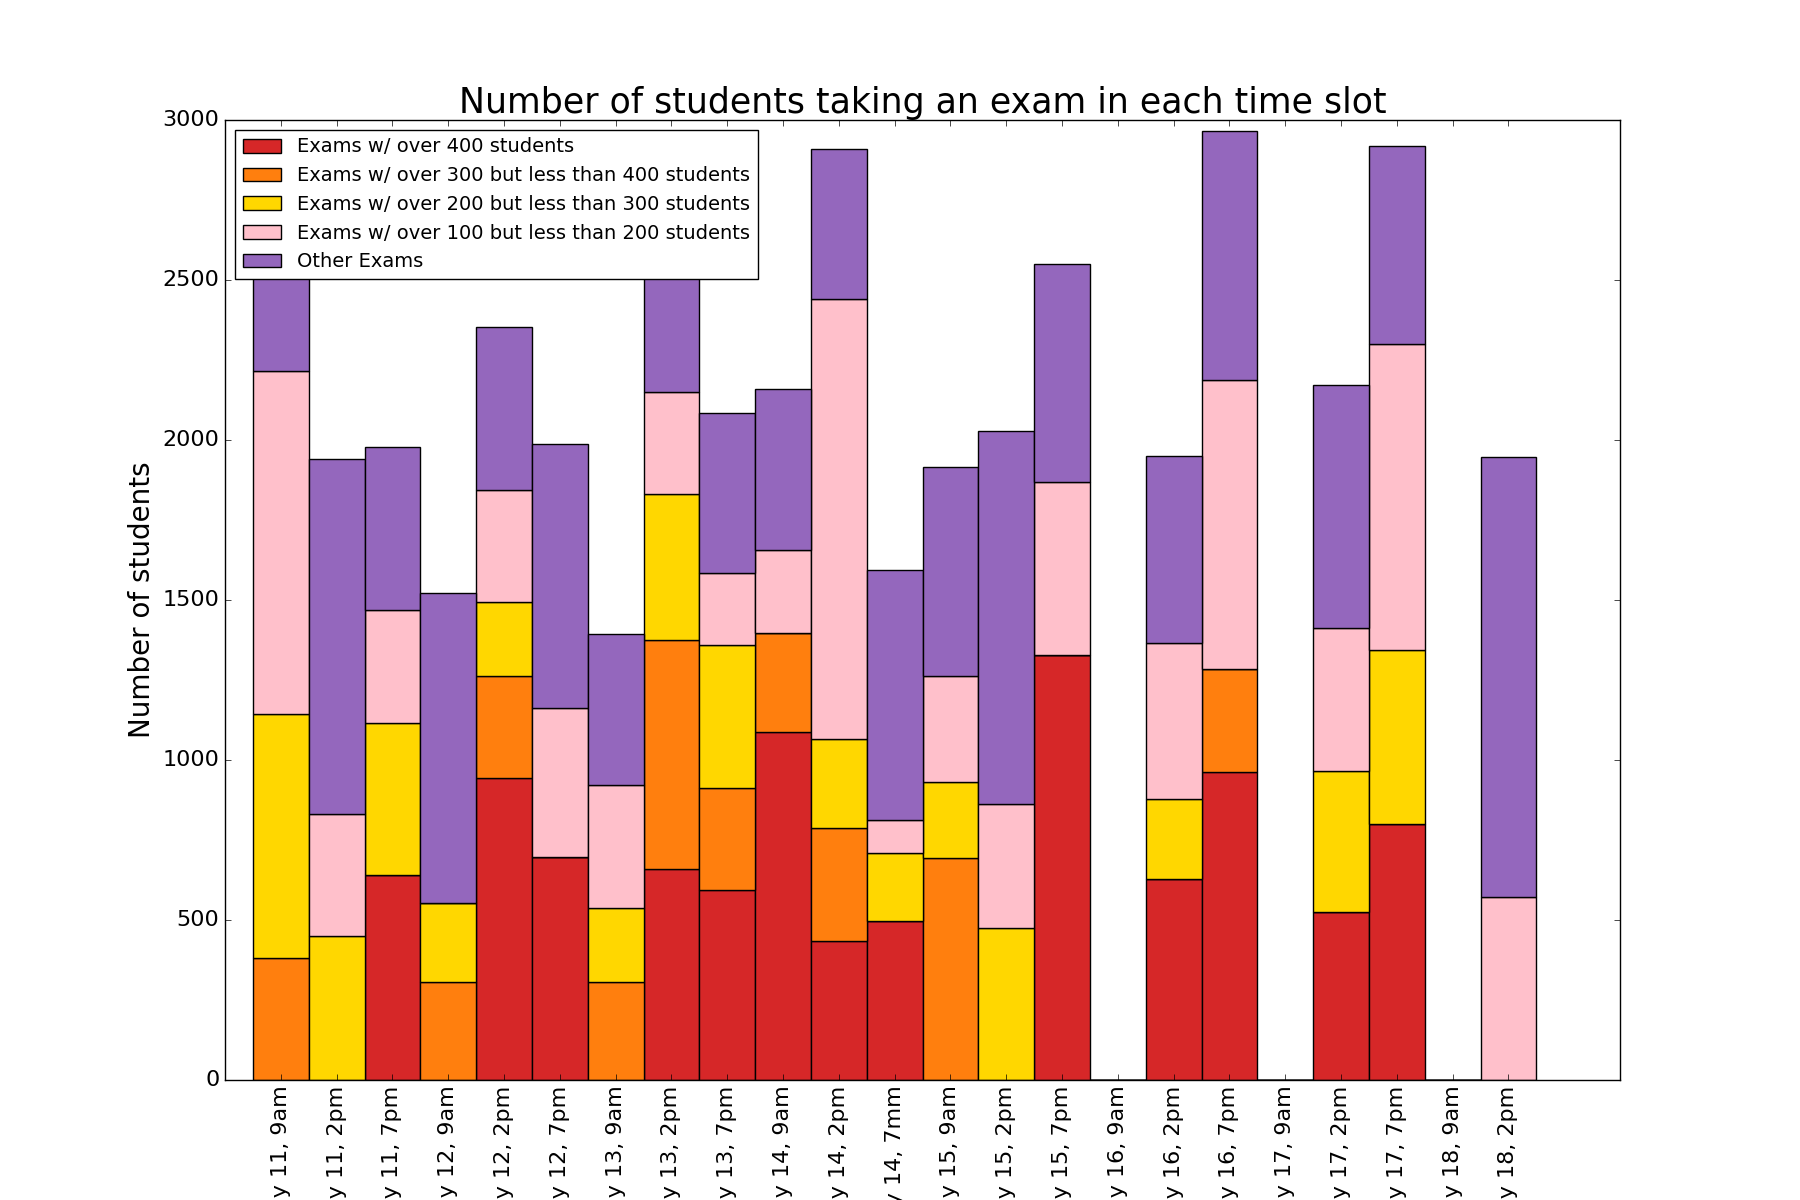 Number of students taking an exam in each time slot
3000
2500
2000
1500
1000
500
0
Number of students
Exams w/ over 400 students
Exams w/ over 300 but less than 400 students
Exams w/ over 200 but less than 300 students
Exams w/ over 100 but less than 200 students
Other Exams
y 11, 9am
y 11, 2pm
y 11, 7pm
y 12, 9am
y 12, 2pm
y 12, 7pm
y 13, 9am
y 13, 2pm
y 13, 7pm
y 14, 9am
y 14, 2pm
y 14, 7mm
y 15, 9am
y 15, 2pm
y 15, 7pm
y 16, 9am
y 16, 2pm
y 16, 7pm
y 17, 9am
y 17, 2pm
y 17, 7pm
y 18, 9am
y 18, 2pm